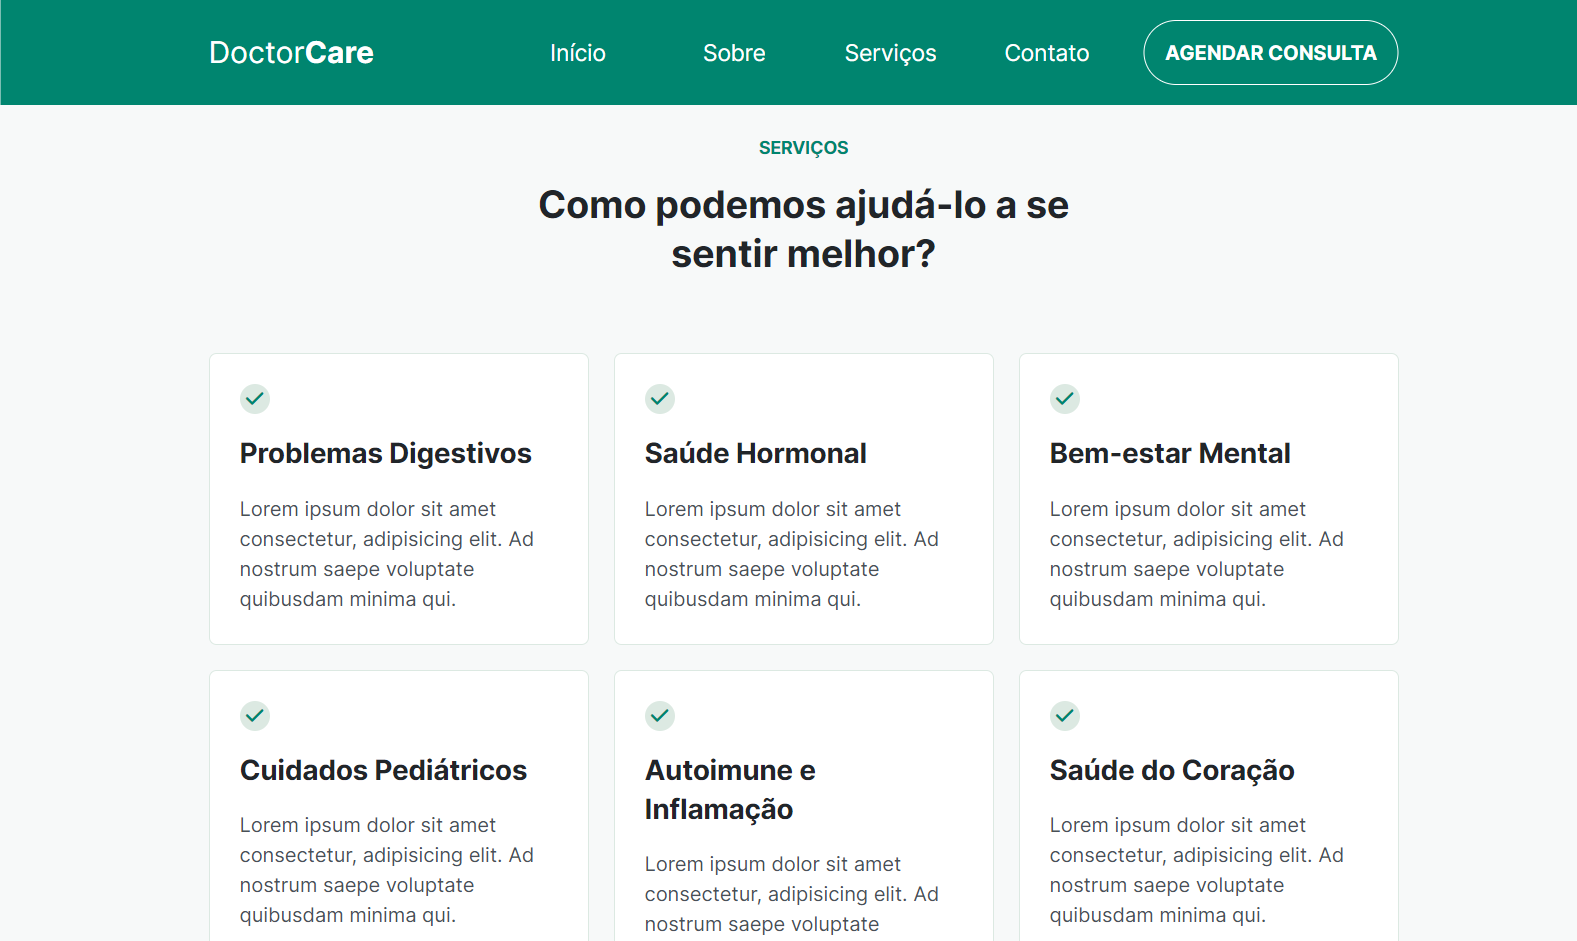 DoctorCare
Início
Sobre
Serviços
Contato
AGENDAR CONSULTA
SERVIÇOS
Como podemos ajudá-lo a se
sentir melhor?
Problemas Digestivos
Lorem ipsum dolor sit amet
consectetur, adipisicing elit. Ad
nostrum saepe voluptate
quibusdam minima qui.
Saúde Hormonal
Lorem ipsum dolor sit amet
consectetur, adipisicing elit. Ad
nostrum saepe voluptate
quibusdam minima qui.
Bem-estar Mental
Lorem ipsum dolor sit amet
consectetur, adipisicing elit. Ad
nostrum saepe voluptate
quibusdam minima qui.
Cuidados Pediátricos
Lorem ipsum dolor sit amet
consectetur, adipisicing elit. Ad
nostrum saepe voluptate
quibusdam minima qui.
Autoimune e
Inflamação
Lorem ipsum dolor sit amet
consectetur, adipisicing elit. Ad
nostrum saepe voluptate
Saúde do Coração
Lorem ipsum dolor sit amet
consectetur, adipisicing elit. Ad
nostrum saepe voluptate
quibusdam minima qui.